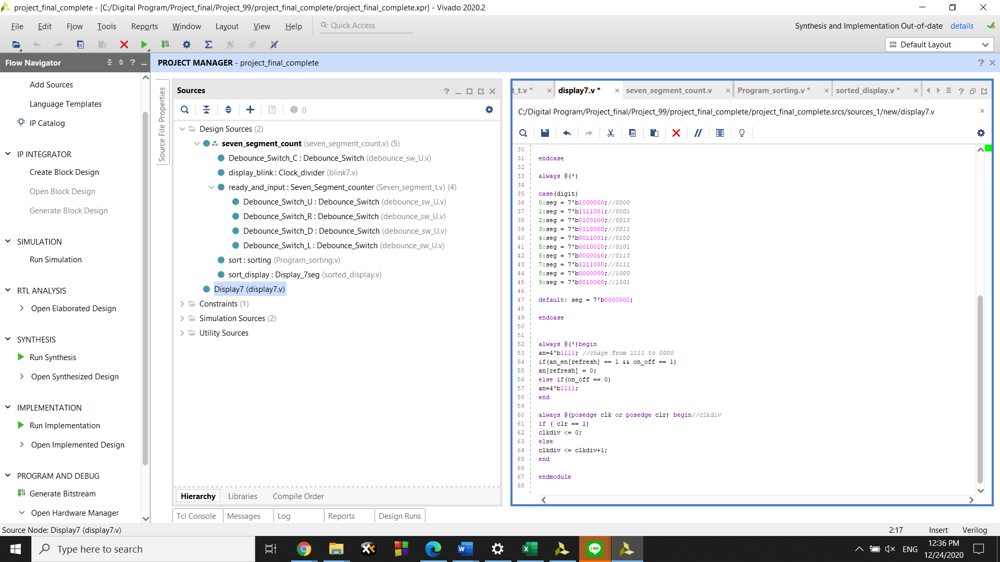 project_final_complete - [C:/Digital Program/Project_final/Project_99/project_final_complete/project_final_complete.xpr] - Vivado 2020.2
File Edit Flow Tools Reports Window Layout View Help Quick Access
Synthesis and Implementation Out-of-date details
Default Layout
Flow Navigator
PROJECT MANAGER - project_final_complete
Add Sources
Language Templates
IP Catalog
IP INTEGRATOR
Create Block Design
Open Block Design
Generate Block Design
SIMULATION
Run Simulation
RTL ANALYSIS
Open Elaborated Design
SYNTHESIS
Run Synthesis
Open Synthesized Design
IMPLEMENTATION
Run Implementation
Open Implemented Design
PROGRAM AND DEBUG
Generate Bitstream
Open Hardware Manager
Source File Properties
Sources
0
Design Sources (2)
seven_segment_count (seven_segment_count.v) (5)
Debounce_Switch_C : Debounce_Switch (debounce_sw_U.v)
display_blink : Clock_divider (blink7.v)
ready_and_input : Seven_Segment_counter (Seven_segment_t.v) (4)
Debounce_Switch_U : Debounce_Switch (debounce_sw_U.v)
Debounce_Switch_R : Debounce_Switch (debounce_sw_U.v)
Debounce_Switch_D : Debounce_Switch (debounce_sw_U.v)
Debounce_Switch_L : Debounce_Switch (debounce_sw_U.v)
sort : sorting (Program_sorting.v)
sort_display : Display_7seg (sorted_display.v)
Display7 (display7.v)
Constraints (1)
Simulation Sources (2)
Utility Sources
Hierarchy Libraries Compile Order
Tcl Console Messages Log Reports Design Runs
t_t.v * display7.v * seven_segment_count.v Program_sorting.v * sorted_display.v *
C:/Digital Program/Project_final/Project_99/project_final_complete/project_final_complete.srcs/sources_1/new/display7.v
30
31 endcase
32
33 always @(*)
34
35 case(digit)
36 0:seg = 7'b1000000;//0000
37 1:seg = 7'b1111001;//0001
38 2:seg = 7'b0100100;//0010
39 3:seg = 7'b0110000;//0011
40 4:seg = 7'b0011001;//0100
41 5:seg = 7'b0010010;//0101
42 6:seg = 7'b0000010;//0110
43 7:seg = 7'b1111000;//0111
44 8:seg = 7'b0000000;//1000
45 9:seg = 7'b0010000;//1001
46
47 default: seg = 7'b0000000;
48
49 endcase
50
51
52 always @(*)begin
53 an=4'b1111; //chage from 1111 to 0000
54 if(an_en[refresh] == 1 && on_off == 1)
55 an[refresh] = 0;
56 else if(on_off == 0)
57 an=4'b1111;
58 end
59
60 always @(posedge clk or posedge clr) begin//clkdiv
61 if ( clr == 1)
62 clkdiv <= 0;
63 else
64 clkdiv <= clkdiv+1;
65 end
66
67 endmodule
68
Source Node: Display7 (display7.v)
2:17 Insert Verilog
Type here to search
LINE
ENG
12:36 PM
12/24/2020